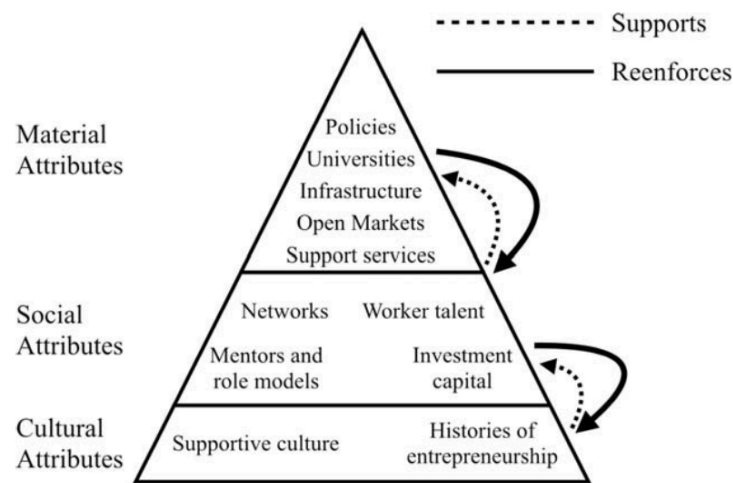 Supports
Reenforces
Material
Attributes
Policies
Universities
Infrastructure
Open Markets
Support services
Social
Attributes
Networks
Worker talent
Mentors and
role models
Investment
capital
Cultural
Attributes
Supportive culture
Histories of
entrepreneurship